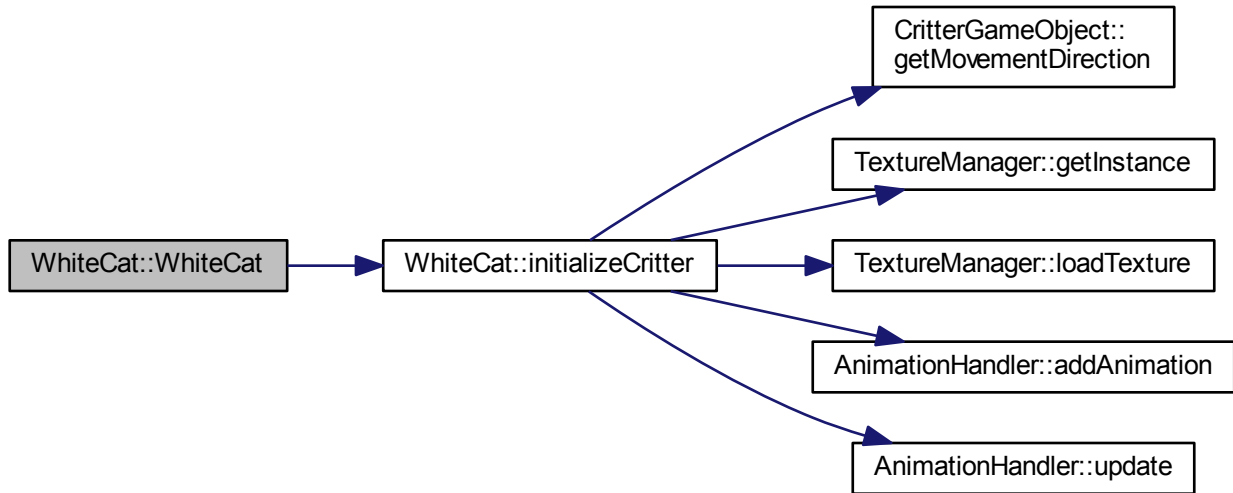 CritterGameObject::
getMovementDirection
TextureManager::getInstance
WhiteCat::WhiteCat
WhiteCat::initializeCritter
TextureManager::loadTexture
AnimationHandler::addAnimation
AnimationHandler::update